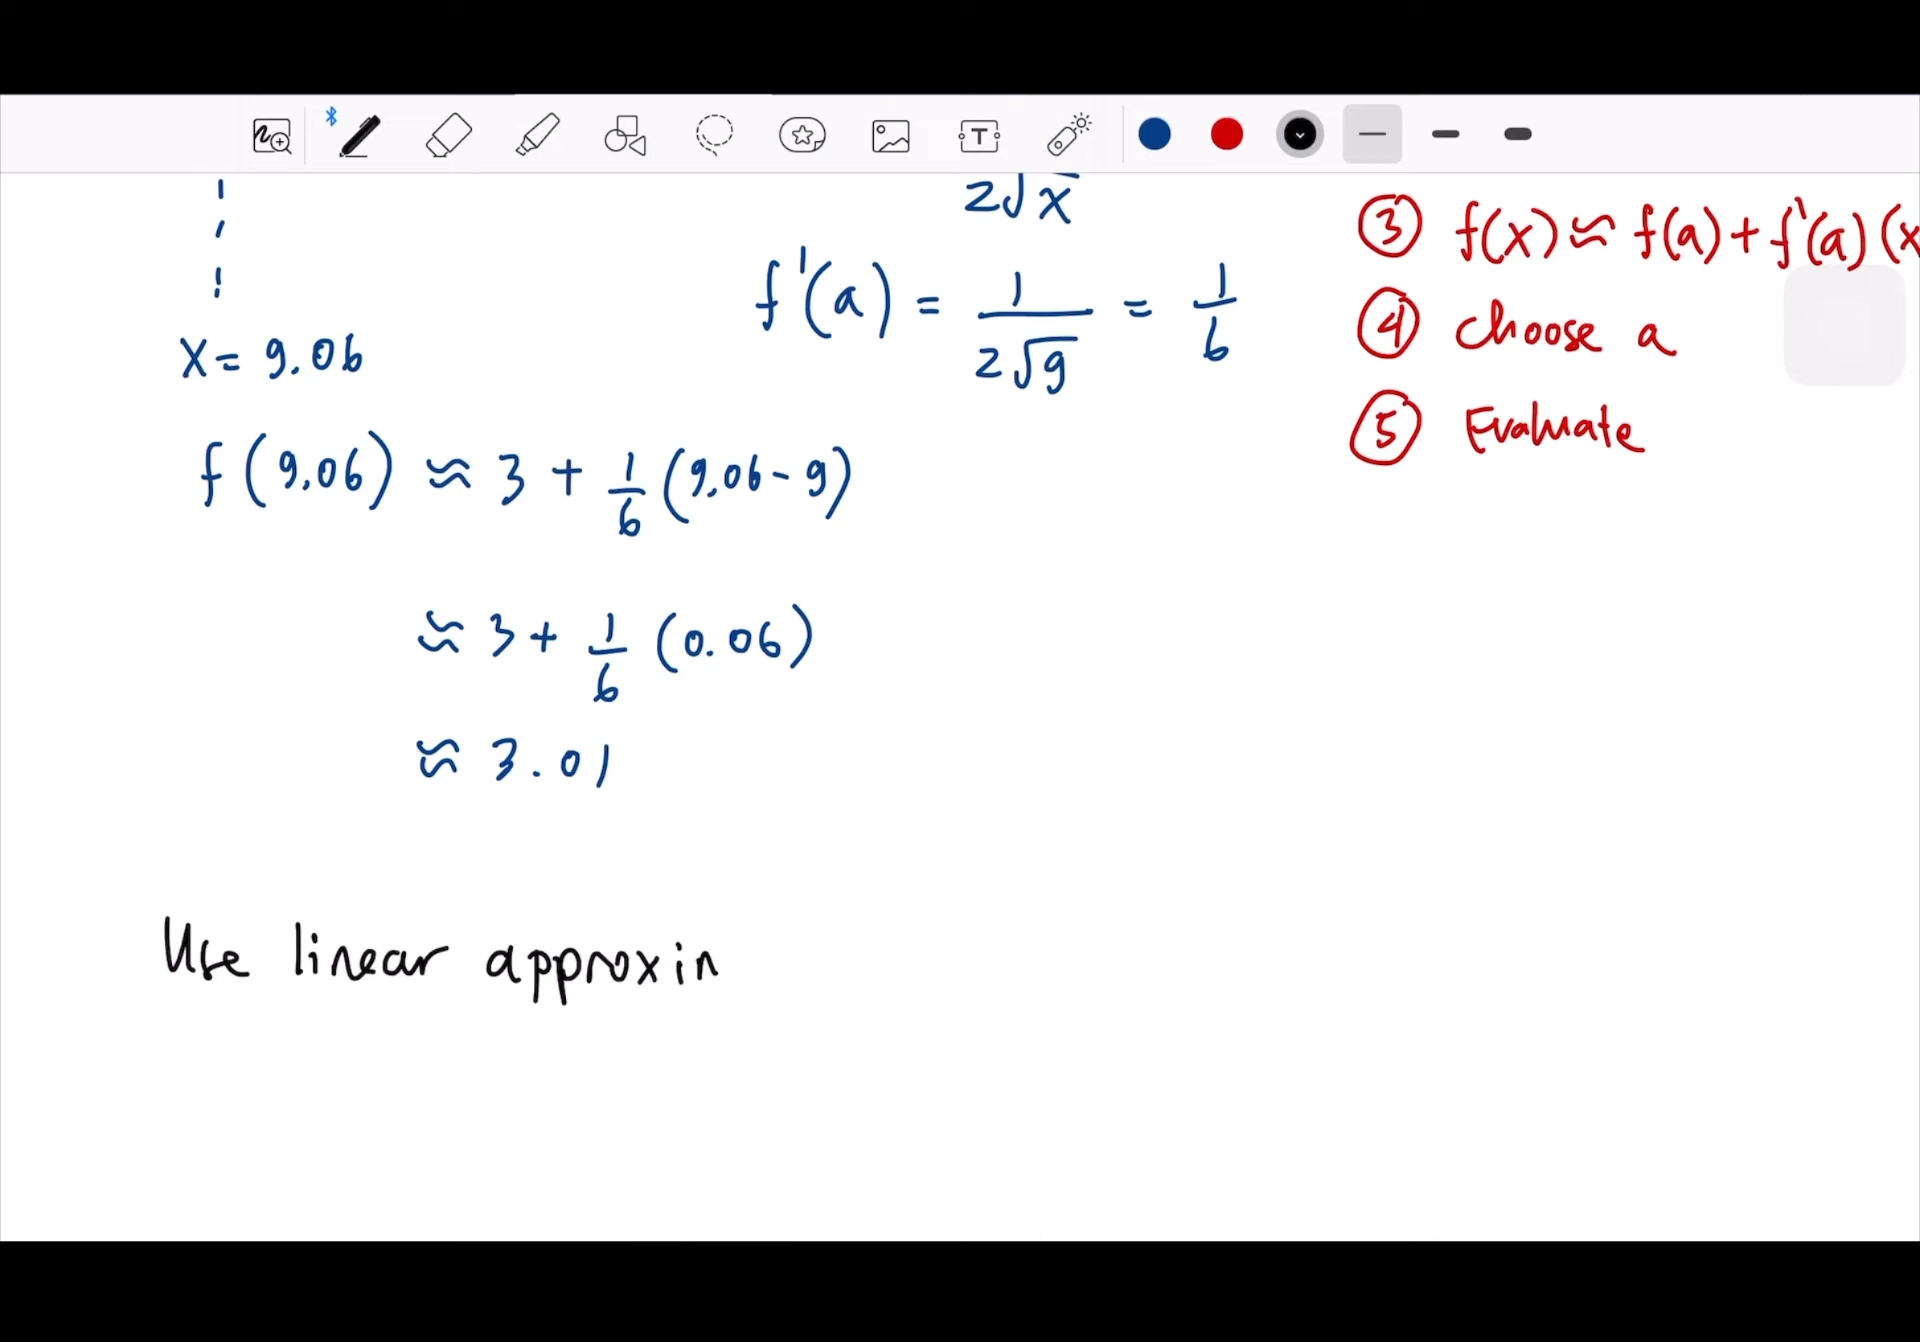 2√x
f'(a) = 1/(2√9) = 1/6
x = 9.06
f(9.06) ≈ 3 + 1/6 (9.06 - 9)
≈ 3 + 1/6 (0.06)
≈ 3.01
Use linear approxim
③ f(x) ≈ f(a) + f'(a) (x
④ choose a
⑤ Evaluate
T